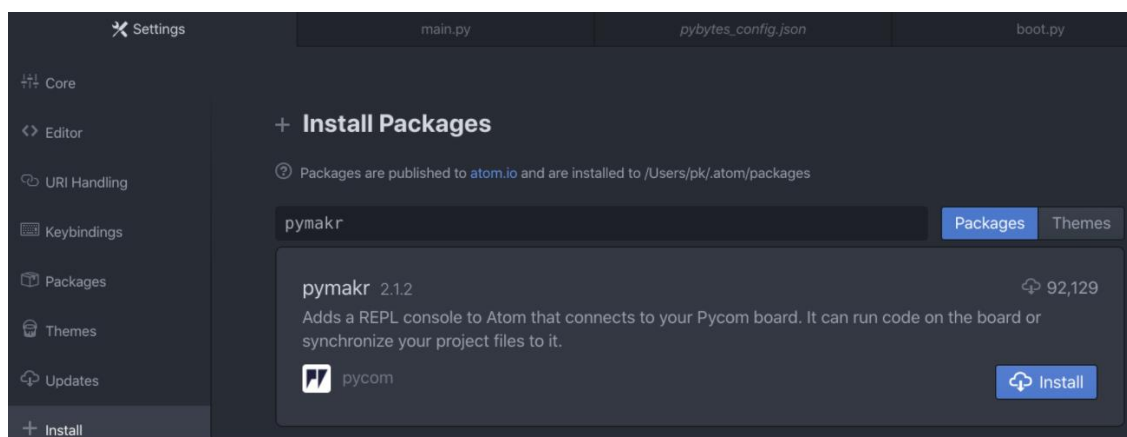 Settings
main.py
pybytes_config.json
boot.py
Core
Editor
URI Handling
Keybindings
Packages
Themes
Updates
Install
Install Packages
Packages are published to atom.io and are installed to /Users/pk/.atom/packages
pymakr
Packages
Themes
pymakr 2.1.2
92,129
Adds a REPL console to Atom that connects to your Pycom board. It can run code on the board or
synchronize your project files to it.
pycom
Install